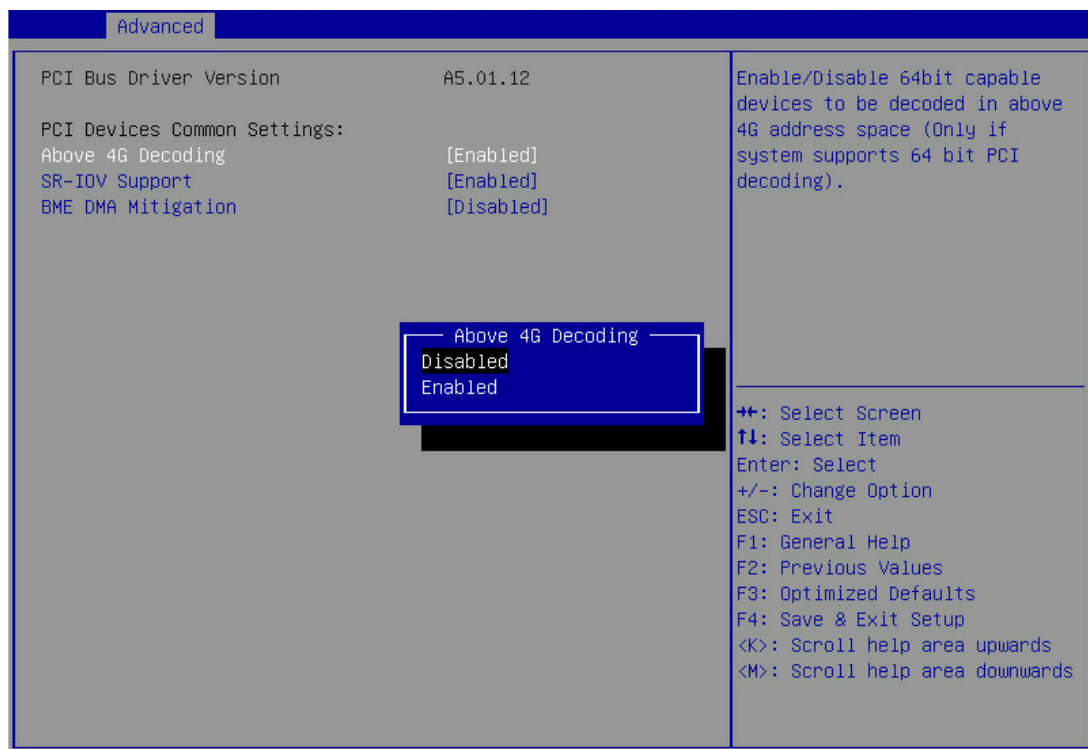 Advanced
PCI Bus Driver Version A5.01.12
PCI Devices Common Settings:
Above 4G Decoding [Enabled]
SR-IOV Support [Enabled]
BME DMA Mitigation [Disabled]
Above 4G Decoding
Disabled
Enabled
Enable/Disable 64bit capable
devices to be decoded in above
4G address space (Only if
system supports 64 bit PCI
decoding).
→←: Select Screen
↑↓: Select Item
Enter: Select
+/-: Change Option
ESC: Exit
F1: General Help
F2: Previous Values
F3: Optimized Defaults
F4: Save & Exit Setup
<K>: Scroll help area upwards
<M>: Scroll help area downwards